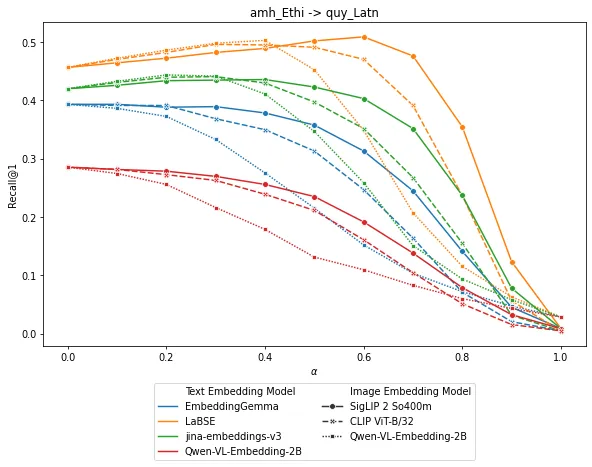 amh_Ethi -> quy_Latn
Recall@1
0.5
0.4
0.3
0.2
0.1
0.0
0.0 0.2 0.4 0.6 0.8 1.0
α
Text Embedding Model Image Embedding Model
EmbeddingGemma SigLIP 2 So400m
LaBSE CLIP ViT-B/32
jina-embeddings-v3 Qwen-VL-Embedding-2B
Qwen-VL-Embedding-2B